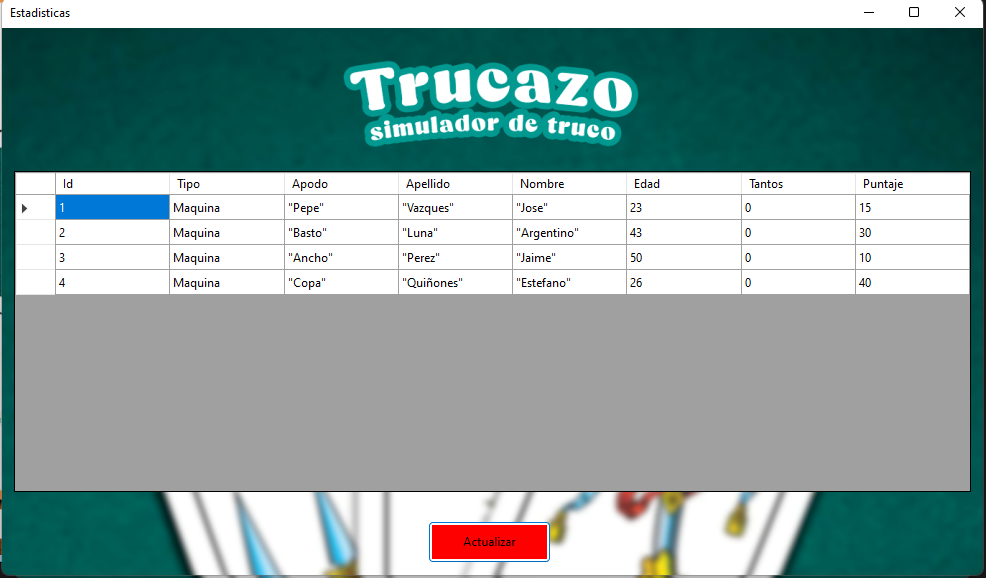 Estadisticas
Trucazo
simulador de truco
Id Tipo Apodo Apellido Nombre Edad Tantos Puntaje
1 Maquina "Pepe" "Vazques" "Jose" 23 0 15
2 Maquina "Basto" "Luna" "Argentino" 43 0 30
3 Maquina "Ancho" "Perez" "Jaime" 50 0 10
4 Maquina "Copa" "Quiñones" "Estefano" 26 0 40
Actualizar